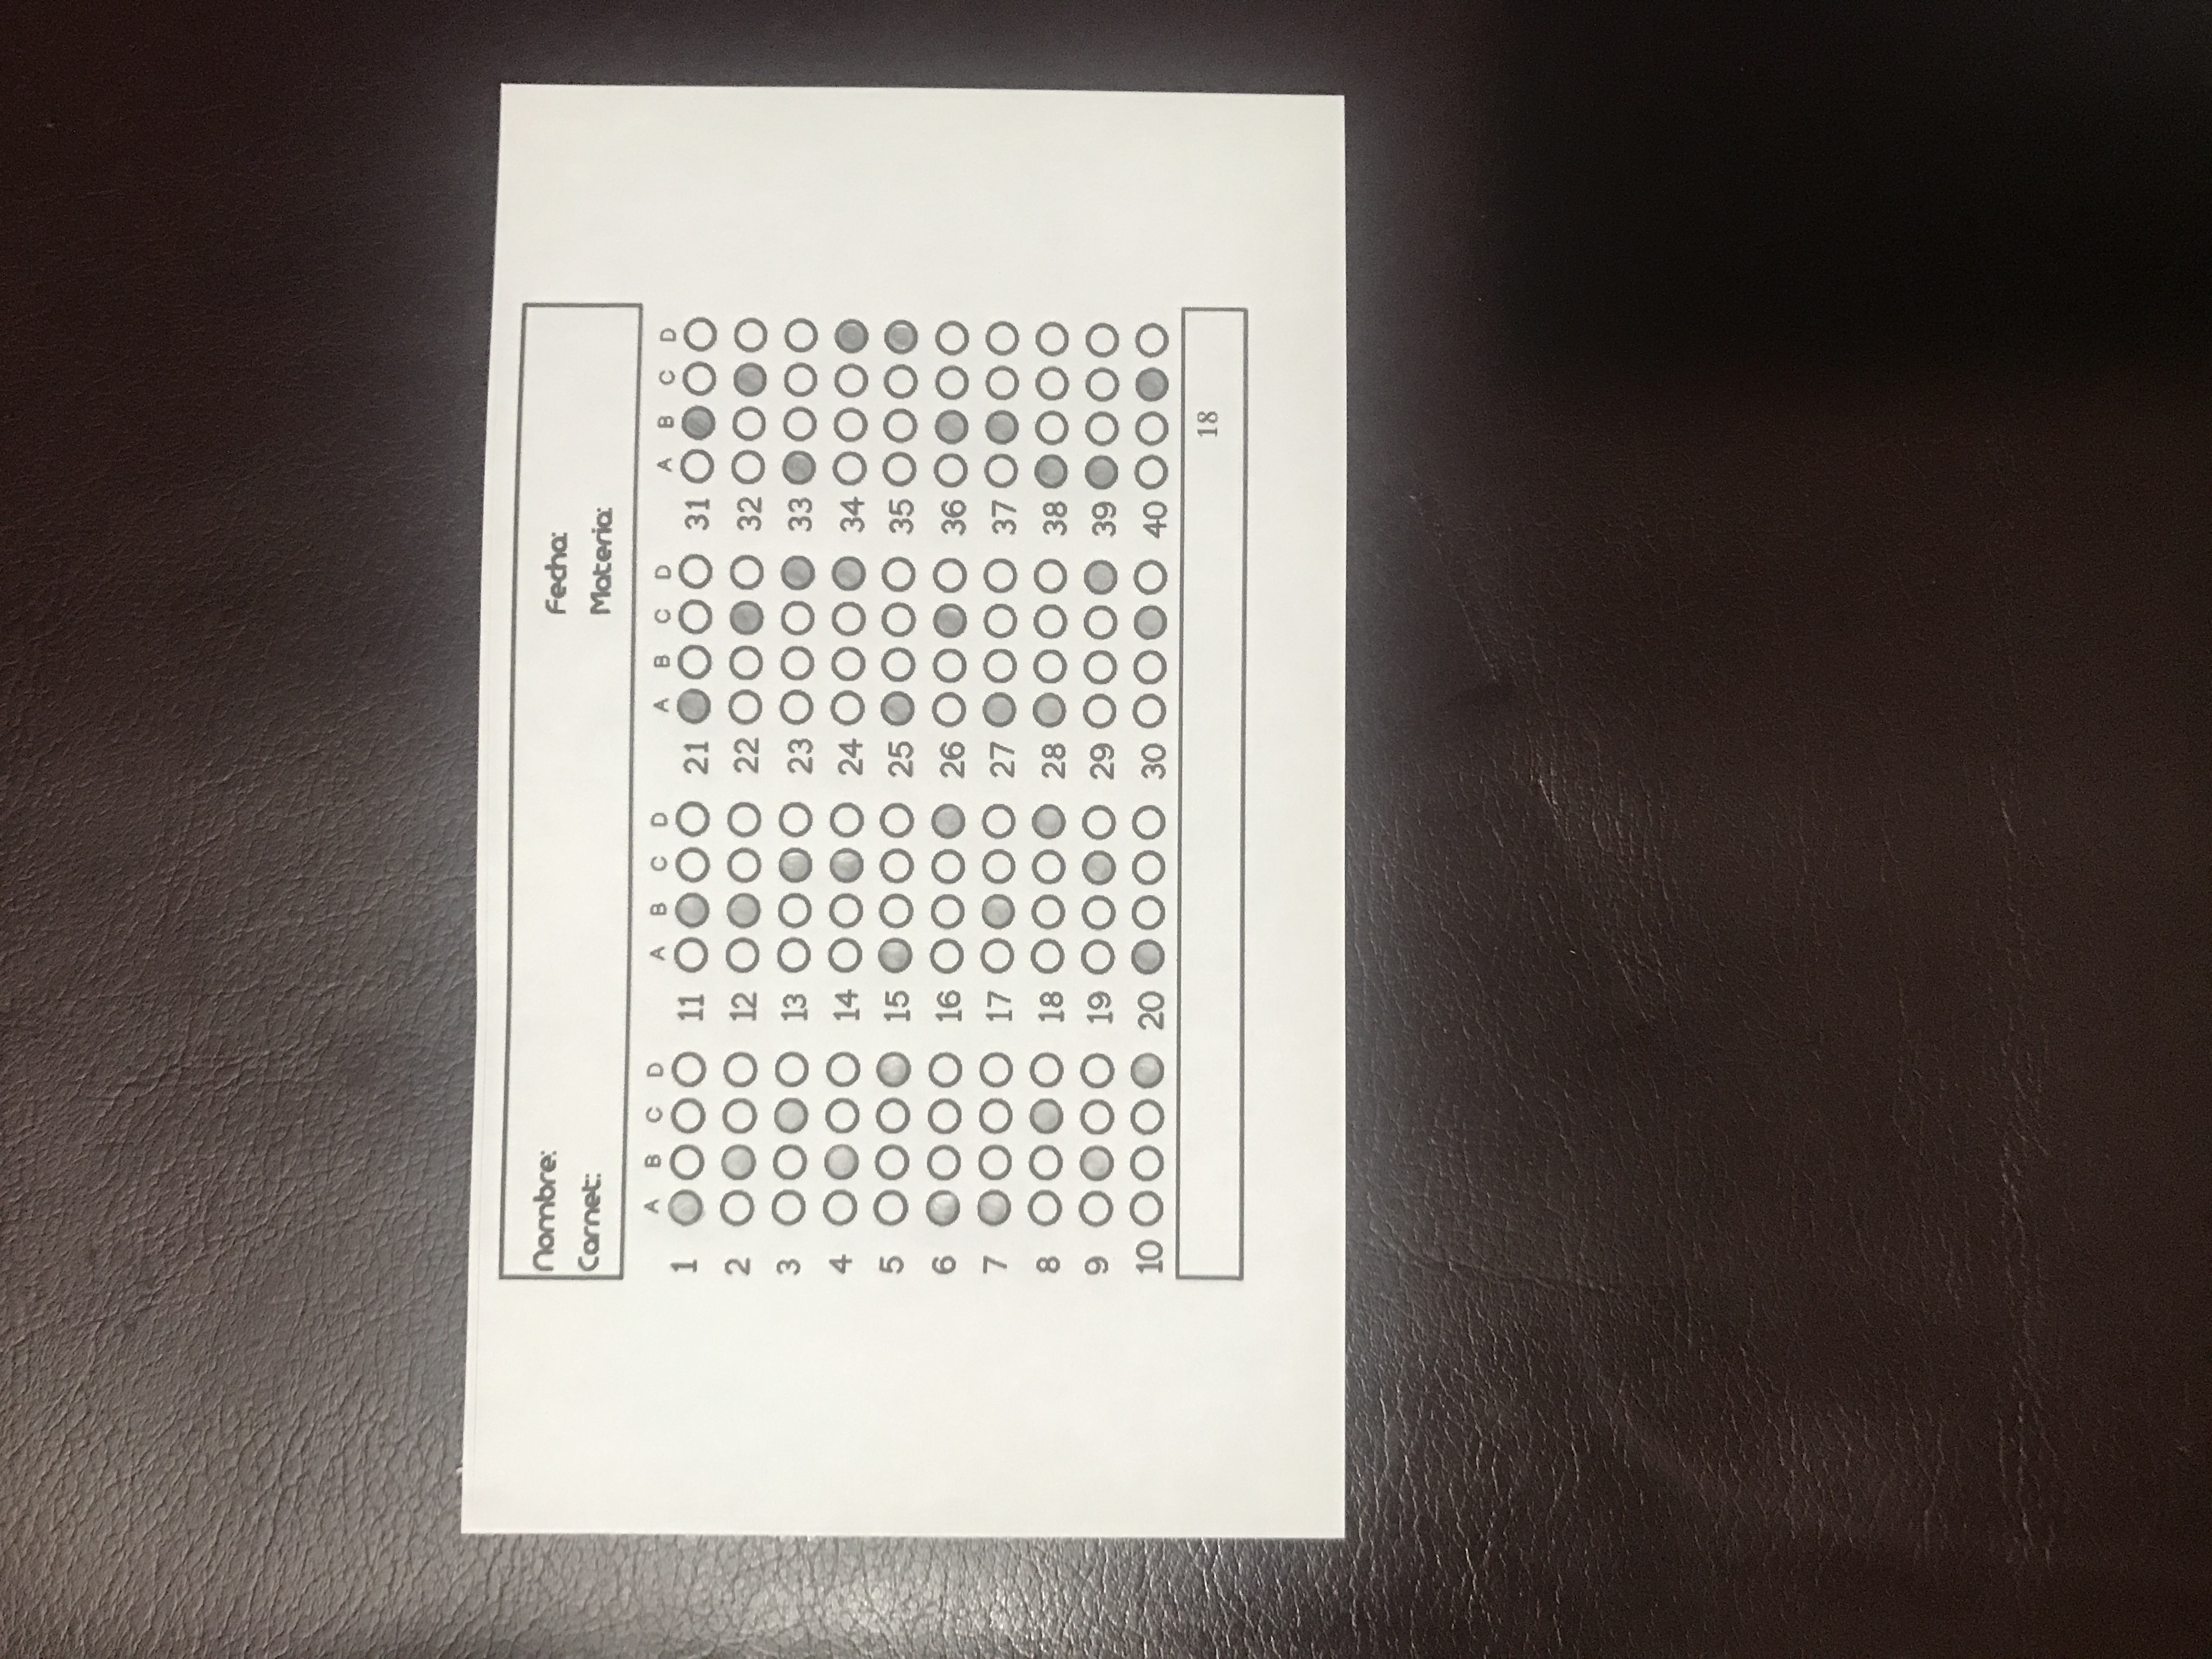 Nombre: Fecha:
Carnet: Materia:
A B C D A B C D A B C D A B C D
1 11 21 31
2 12 22 32
3 13 23 33
4 14 24 34
5 15 25 35
6 16 26 36
7 17 27 37
8 18 28 38
9 19 29 39
10 20 30 40
18